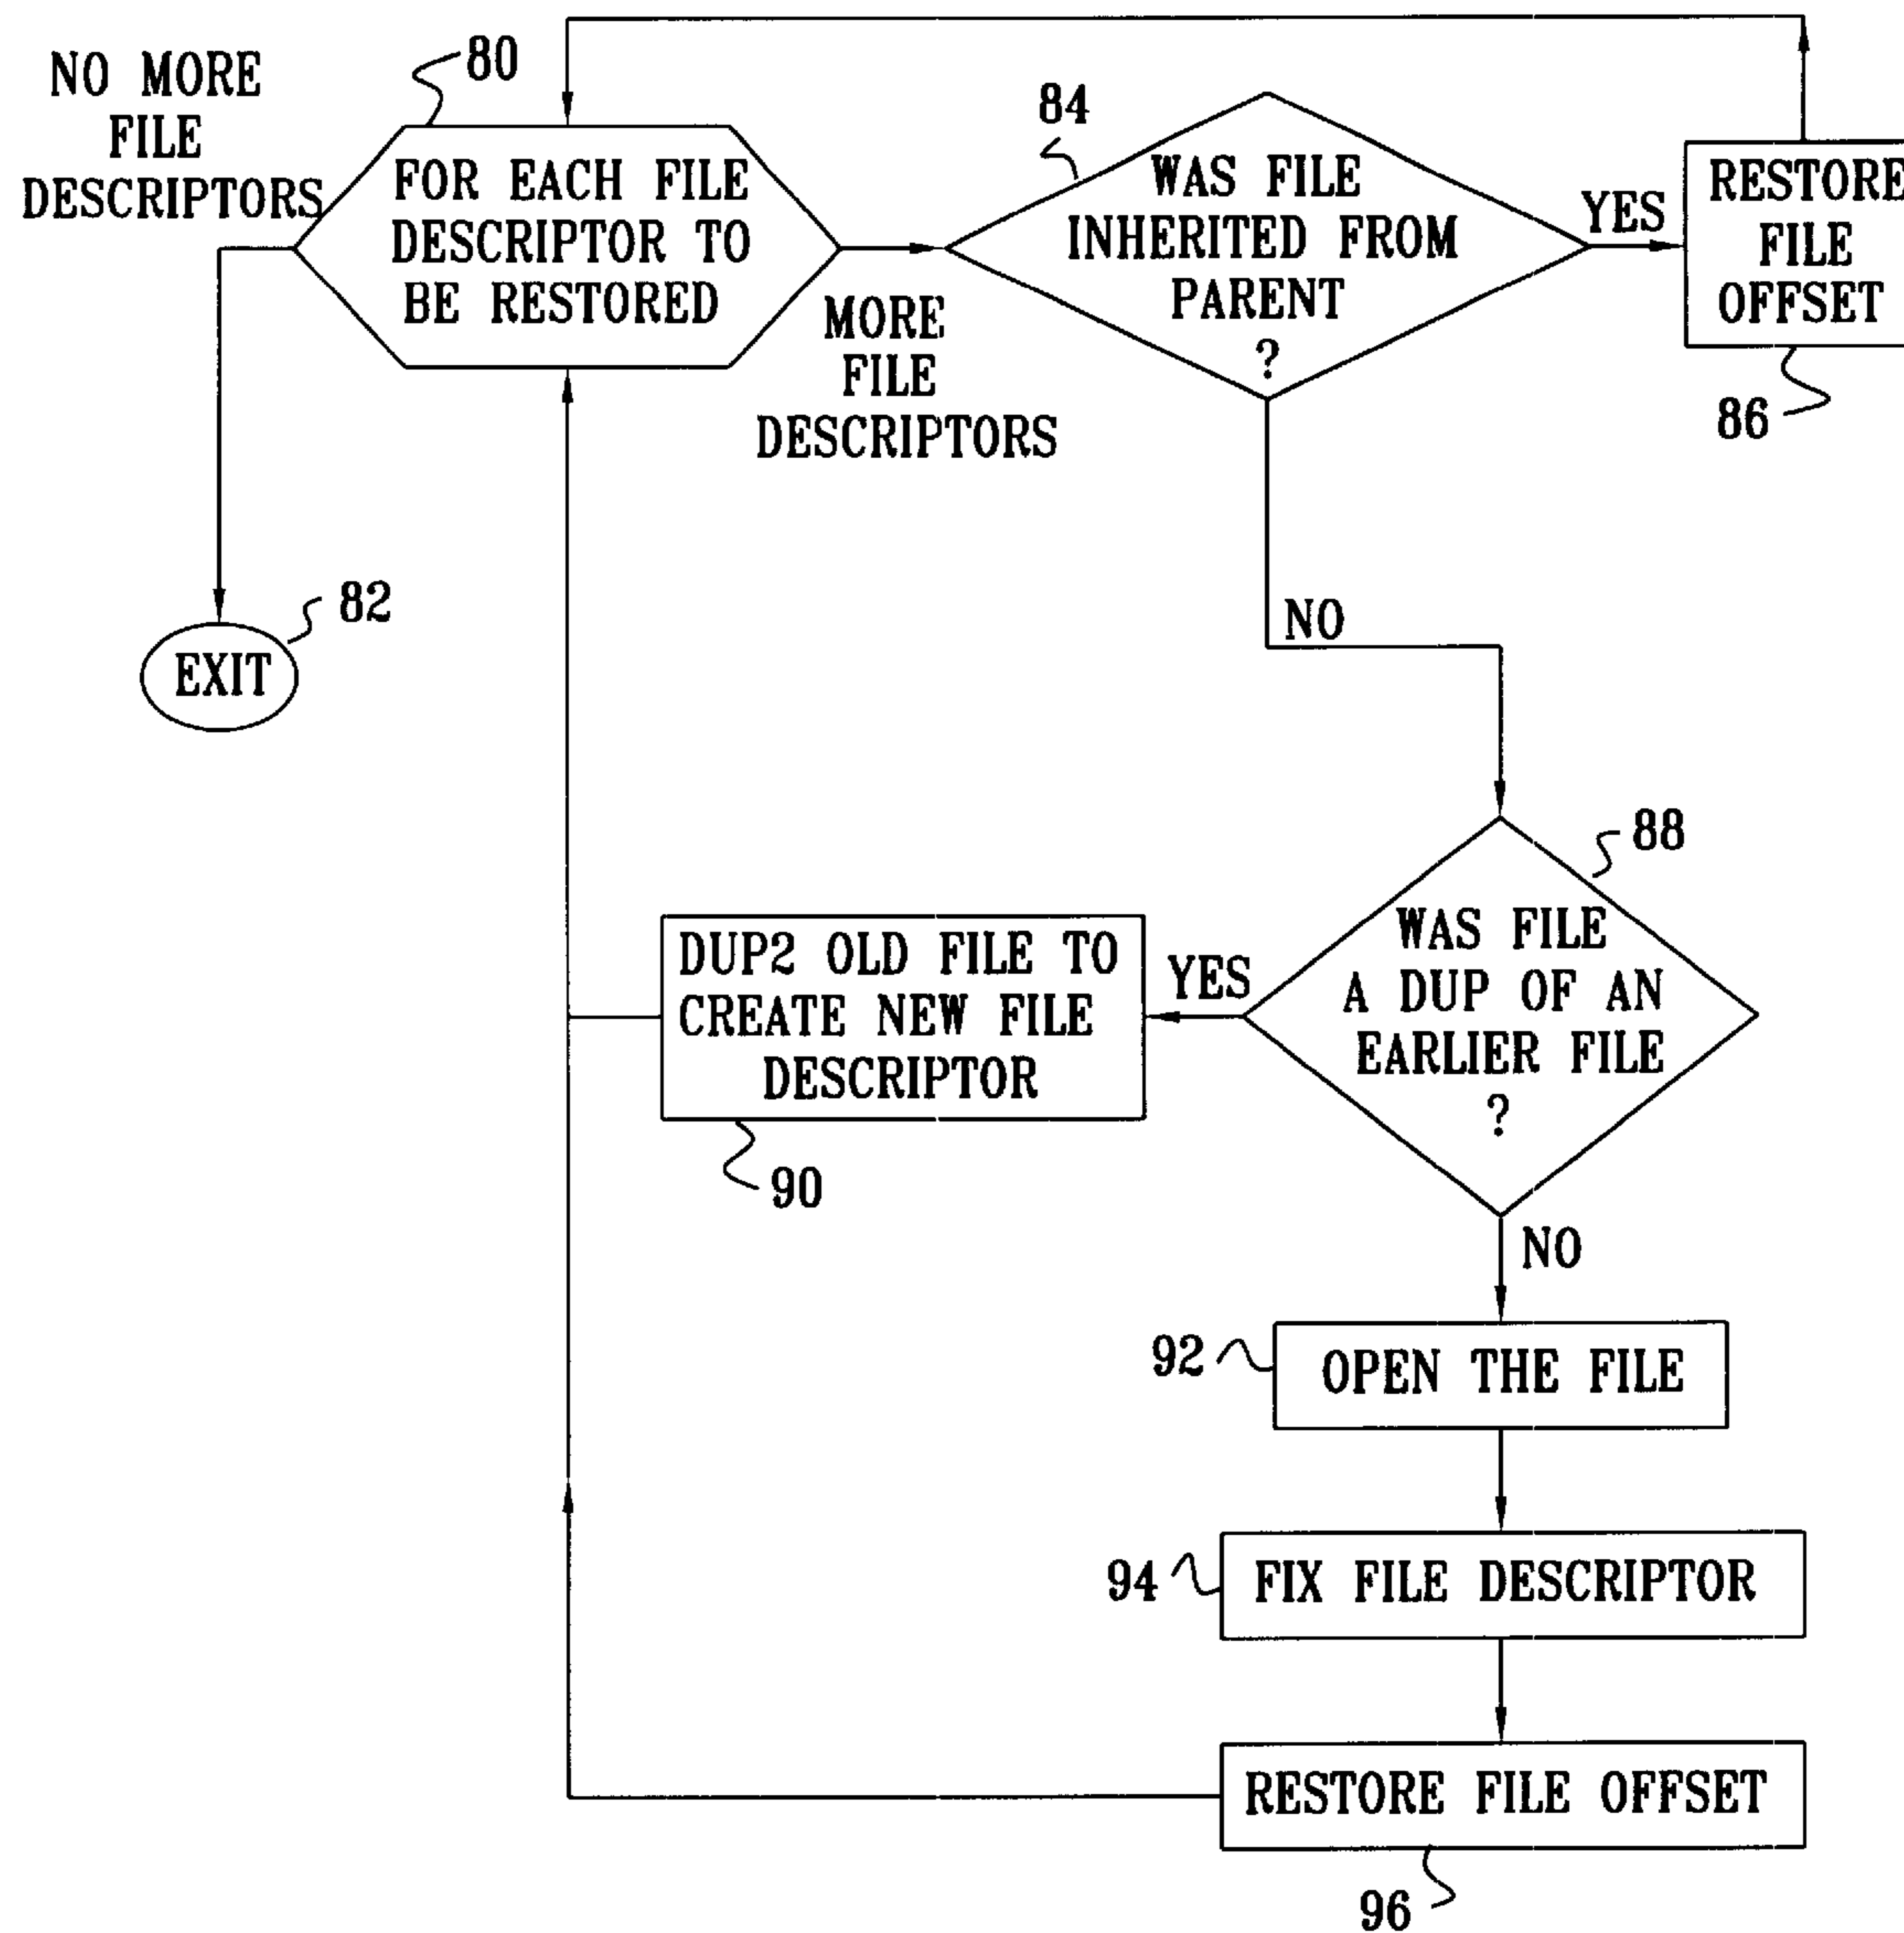 NO MORE
FILE
DESCRIPTORS
80
FOR EACH FILE
DESCRIPTOR TO
BE RESTORED
MORE
FILE
DESCRIPTORS
84
WAS FILE
INHERITED FROM
PARENT
?
YES
RESTORE
FILE
OFFSET
86
82
EXIT
NO
88
WAS FILE
A DUP OF AN
EARLIER FILE
?
YES
DUP2 OLD FILE TO
CREATE NEW FILE
DESCRIPTOR
90
NO
92
OPEN THE FILE
94
FIX FILE DESCRIPTOR
RESTORE FILE OFFSET
96